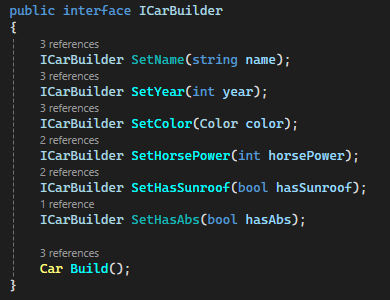 public interface ICarBuilder
{
3 references
ICarBuilder SetName(string name);
3 references
ICarBuilder SetYear(int year);
3 references
ICarBuilder SetColor(Color color);
2 references
ICarBuilder SetHorsePower(int horsePower);
2 references
ICarBuilder SetHasSunroof(bool hasSunroof);
1 reference
ICarBuilder SetHasAbs(bool hasAbs);
3 references
Car Build();
}